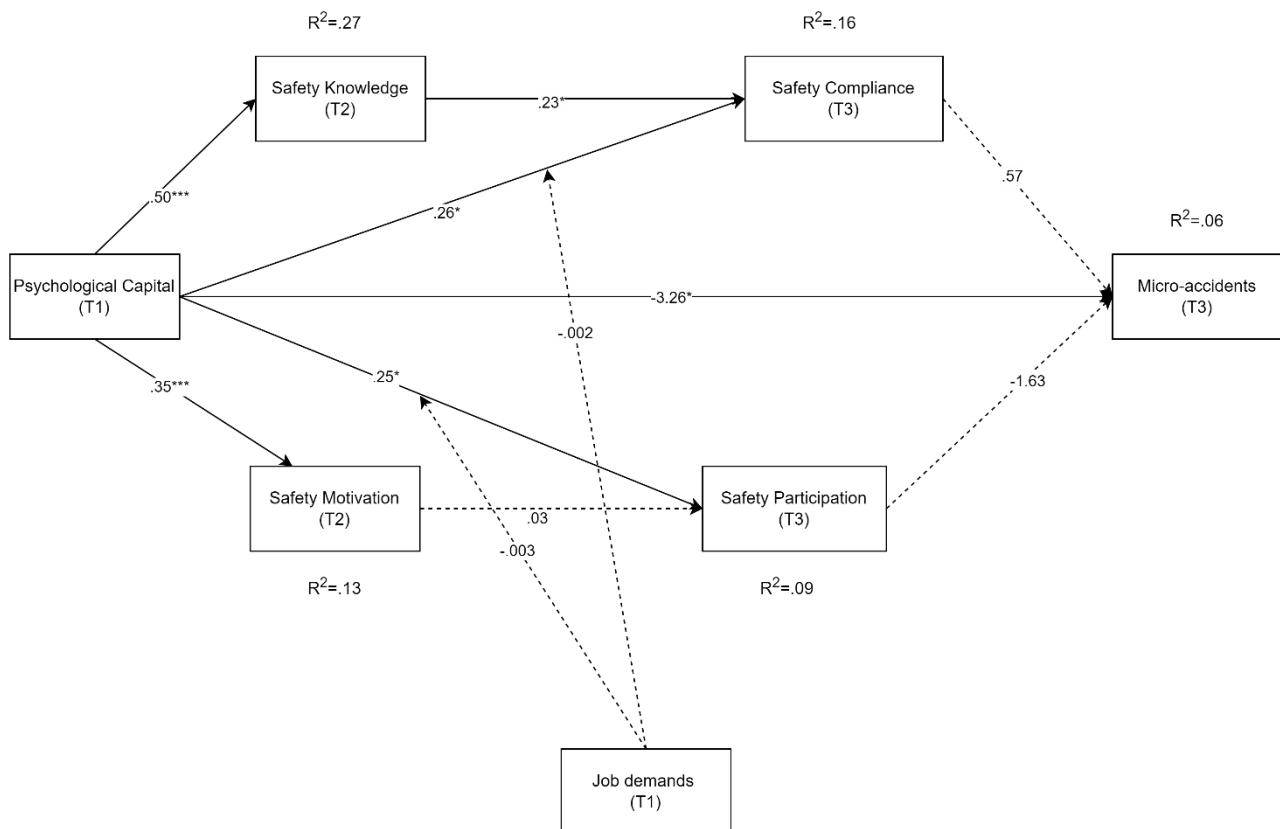 R²=.27
R²=.16
Safety Knowledge
(T2)
.23*
Safety Compliance
(T3)
.50***
.26*
.57
R²=.06
Psychological Capital
(T1)
-3.26*
Micro-accidents
(T3)
-.002
.35***
.25*
-1.63
Safety Motivation
(T2)
.03
Safety Participation
(T3)
-.003
R²=.13
R²=.09
Job demands
(T1)